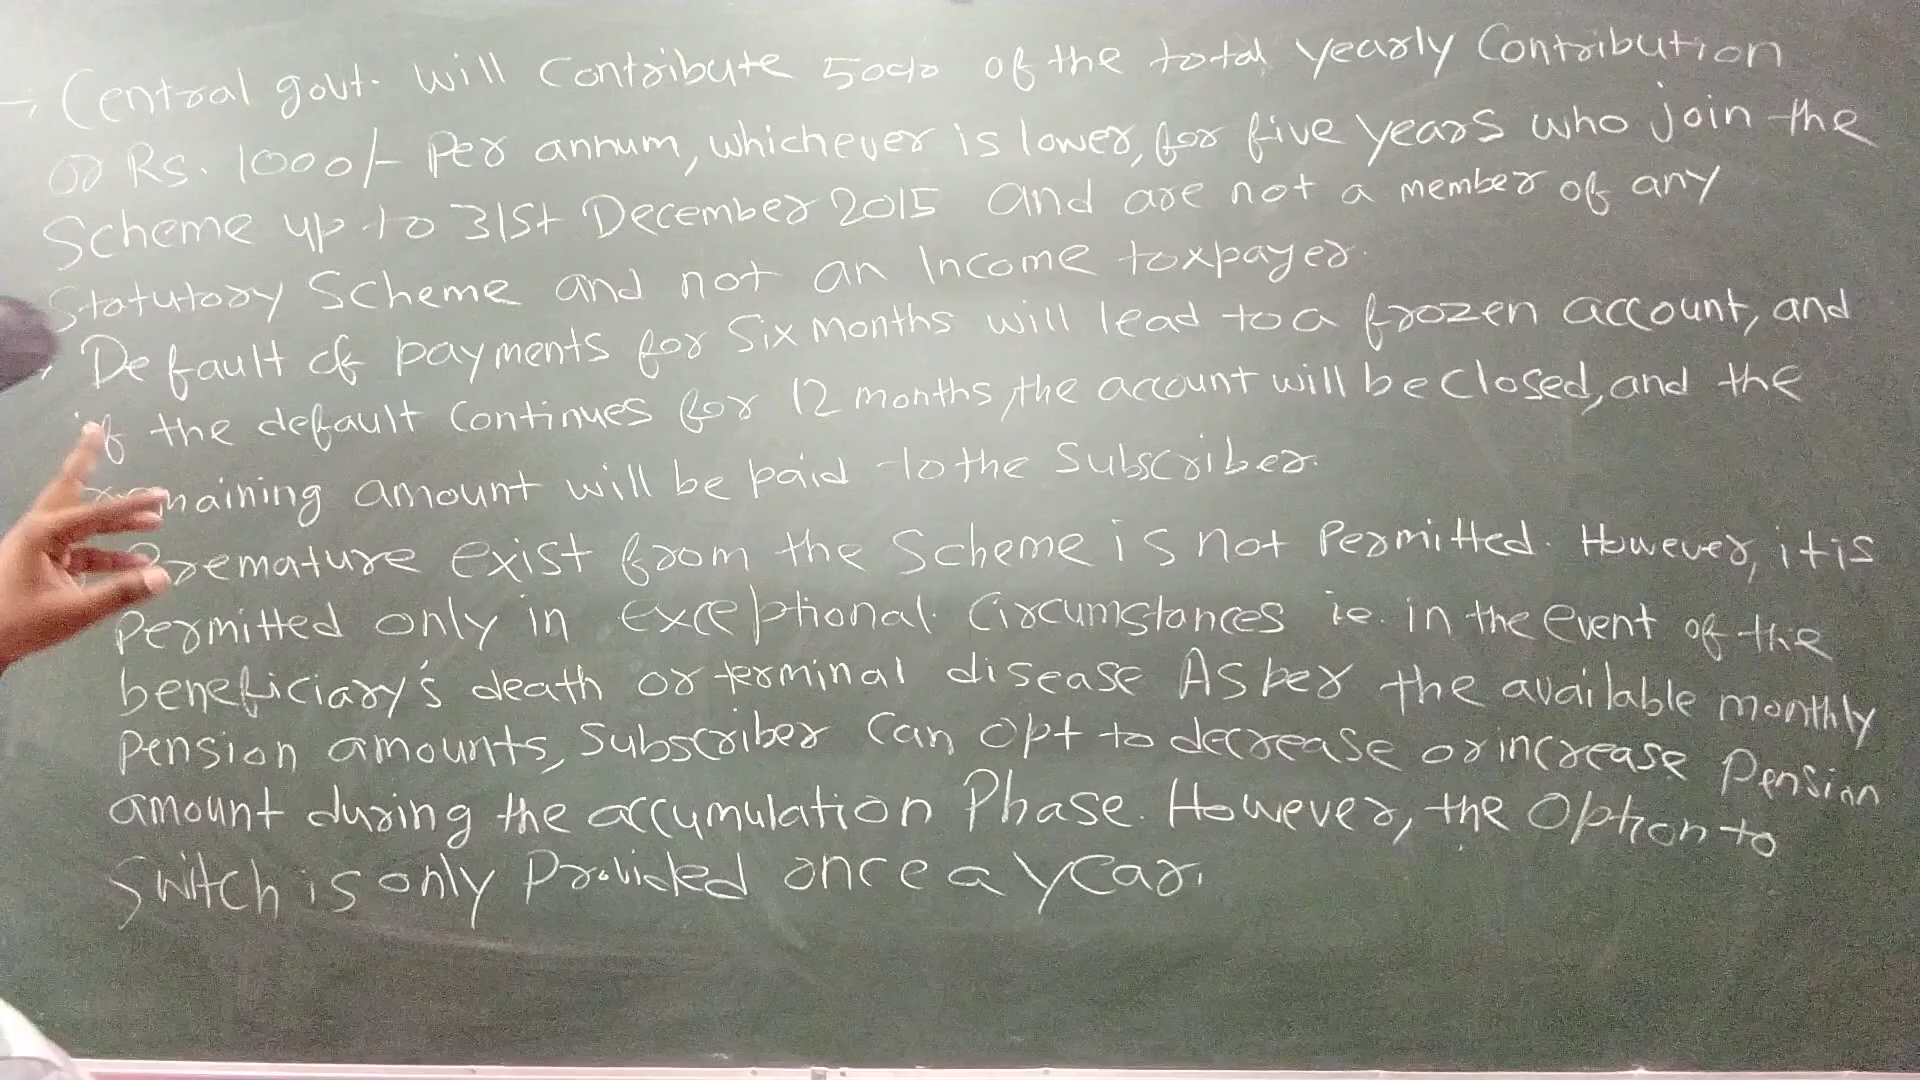 Central govt. will Contribute 50% of the total yearly Contribution
or Rs. 1000/- Per annum, whichever is lower, for five years who join the
Scheme up to 31st December 2015 and are not a member of any
Statutory Scheme and not an Income taxpayer.
Default of payments for Six months will lead to a frozen account, and
if the default Continues for 12 months, the account will be Closed, and the
remaining amount will be paid to the Subscriber.
Premature exist from the Scheme is not Permitted. However, it is
Permitted only in exceptional Circumstances ie. in the event of the
beneficiary's death or terminal disease As per the available monthly
Pension amounts, Subscriber Can Opt to decrease or increase Pension
amount during the accumulation Phase. However, the Option to
Switch is only Provided once a year.